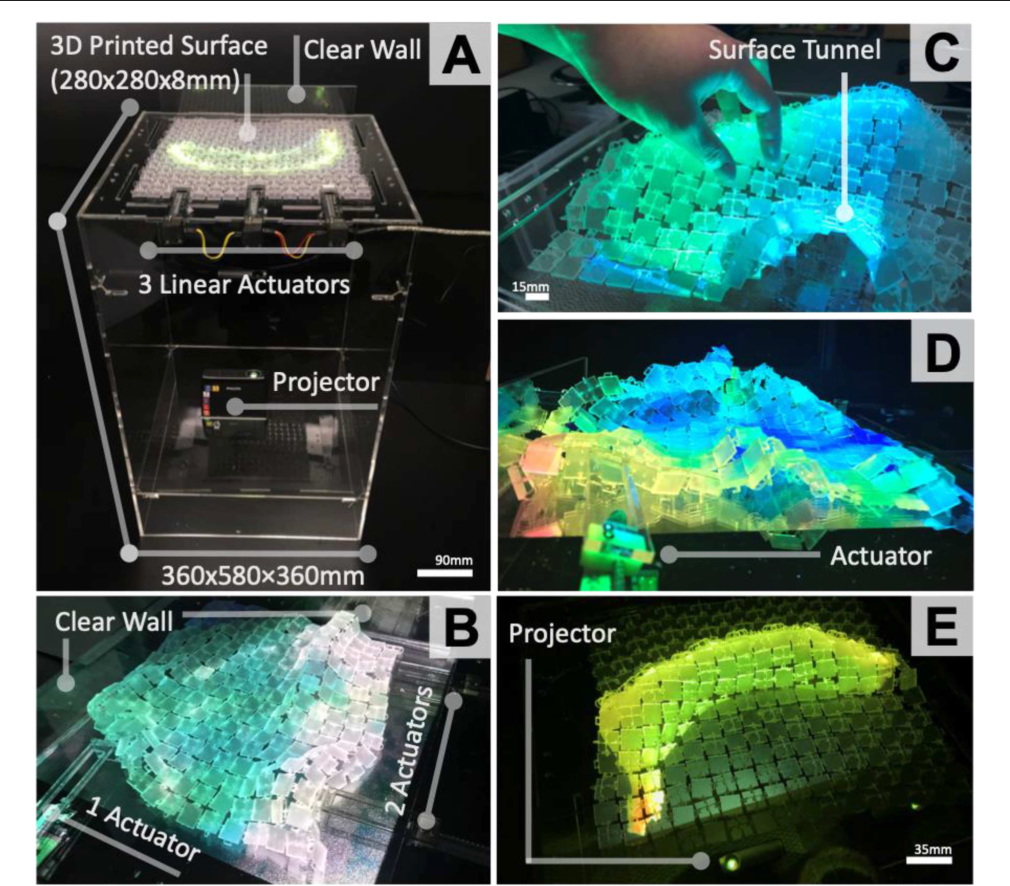 3D Printed Surface
(280x280x8mm)
Clear Wall
A
3 Linear Actuators
Projector
90mm
360x580×360mm
Surface Tunnel
C
15mm
D
Actuator
Clear Wall
B
2 Actuators
1 Actuator
Projector
E
35mm